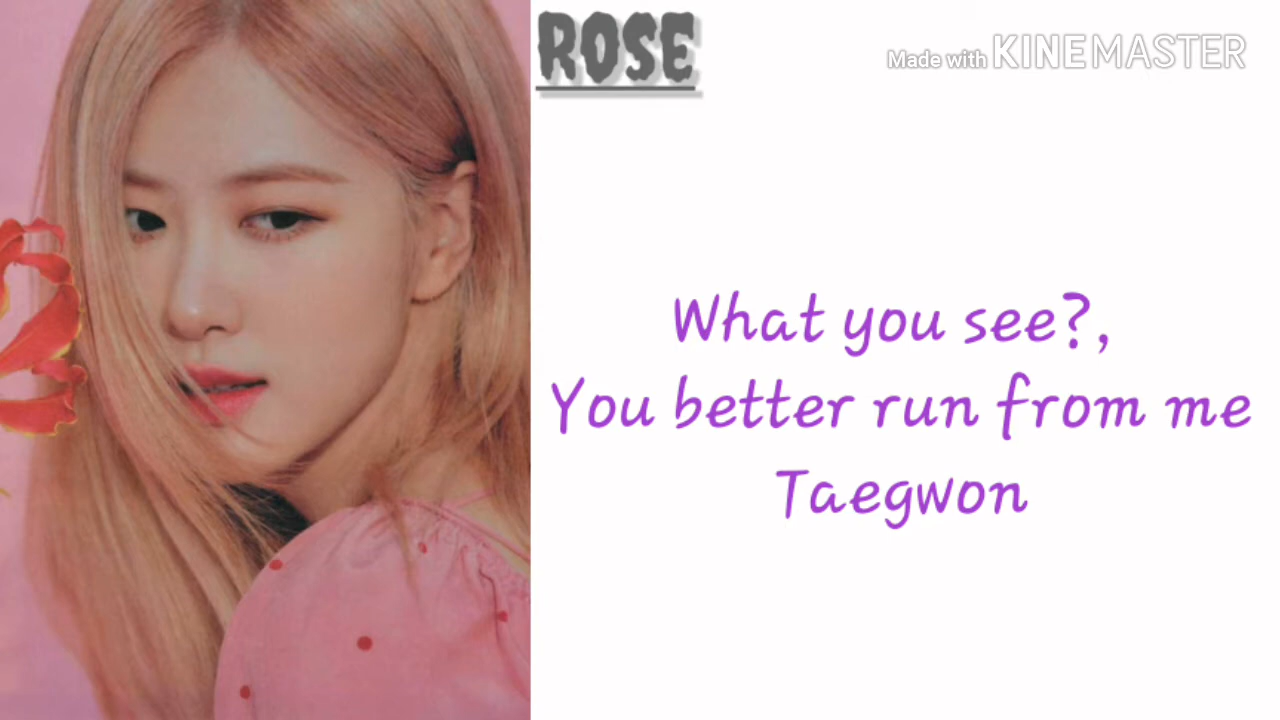 ROSE
Made with KINEMASTER
What you see?,
You better run from me
Taegwon